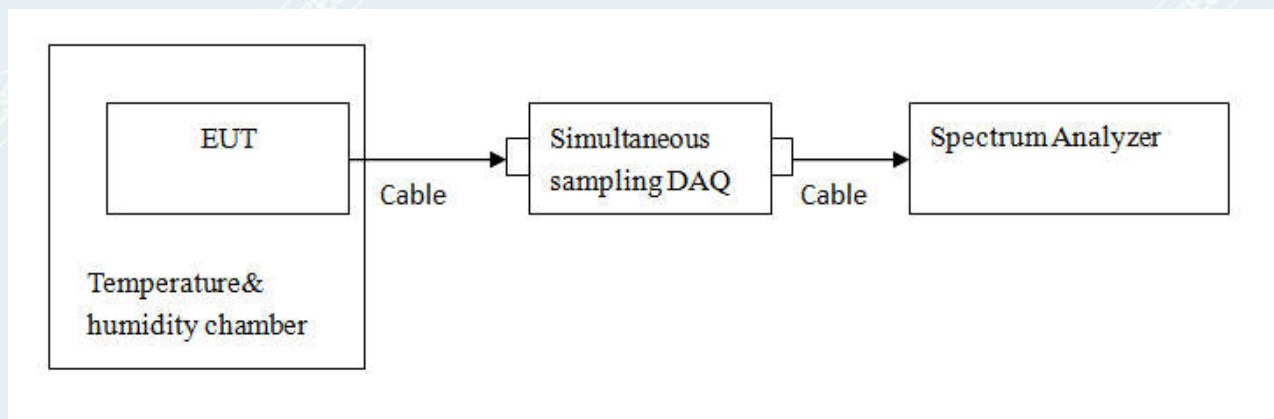 EUT
Cable
Temperature&
humidity chamber
Simultaneous
sampling DAQ
Cable
Spectrum Analyzer